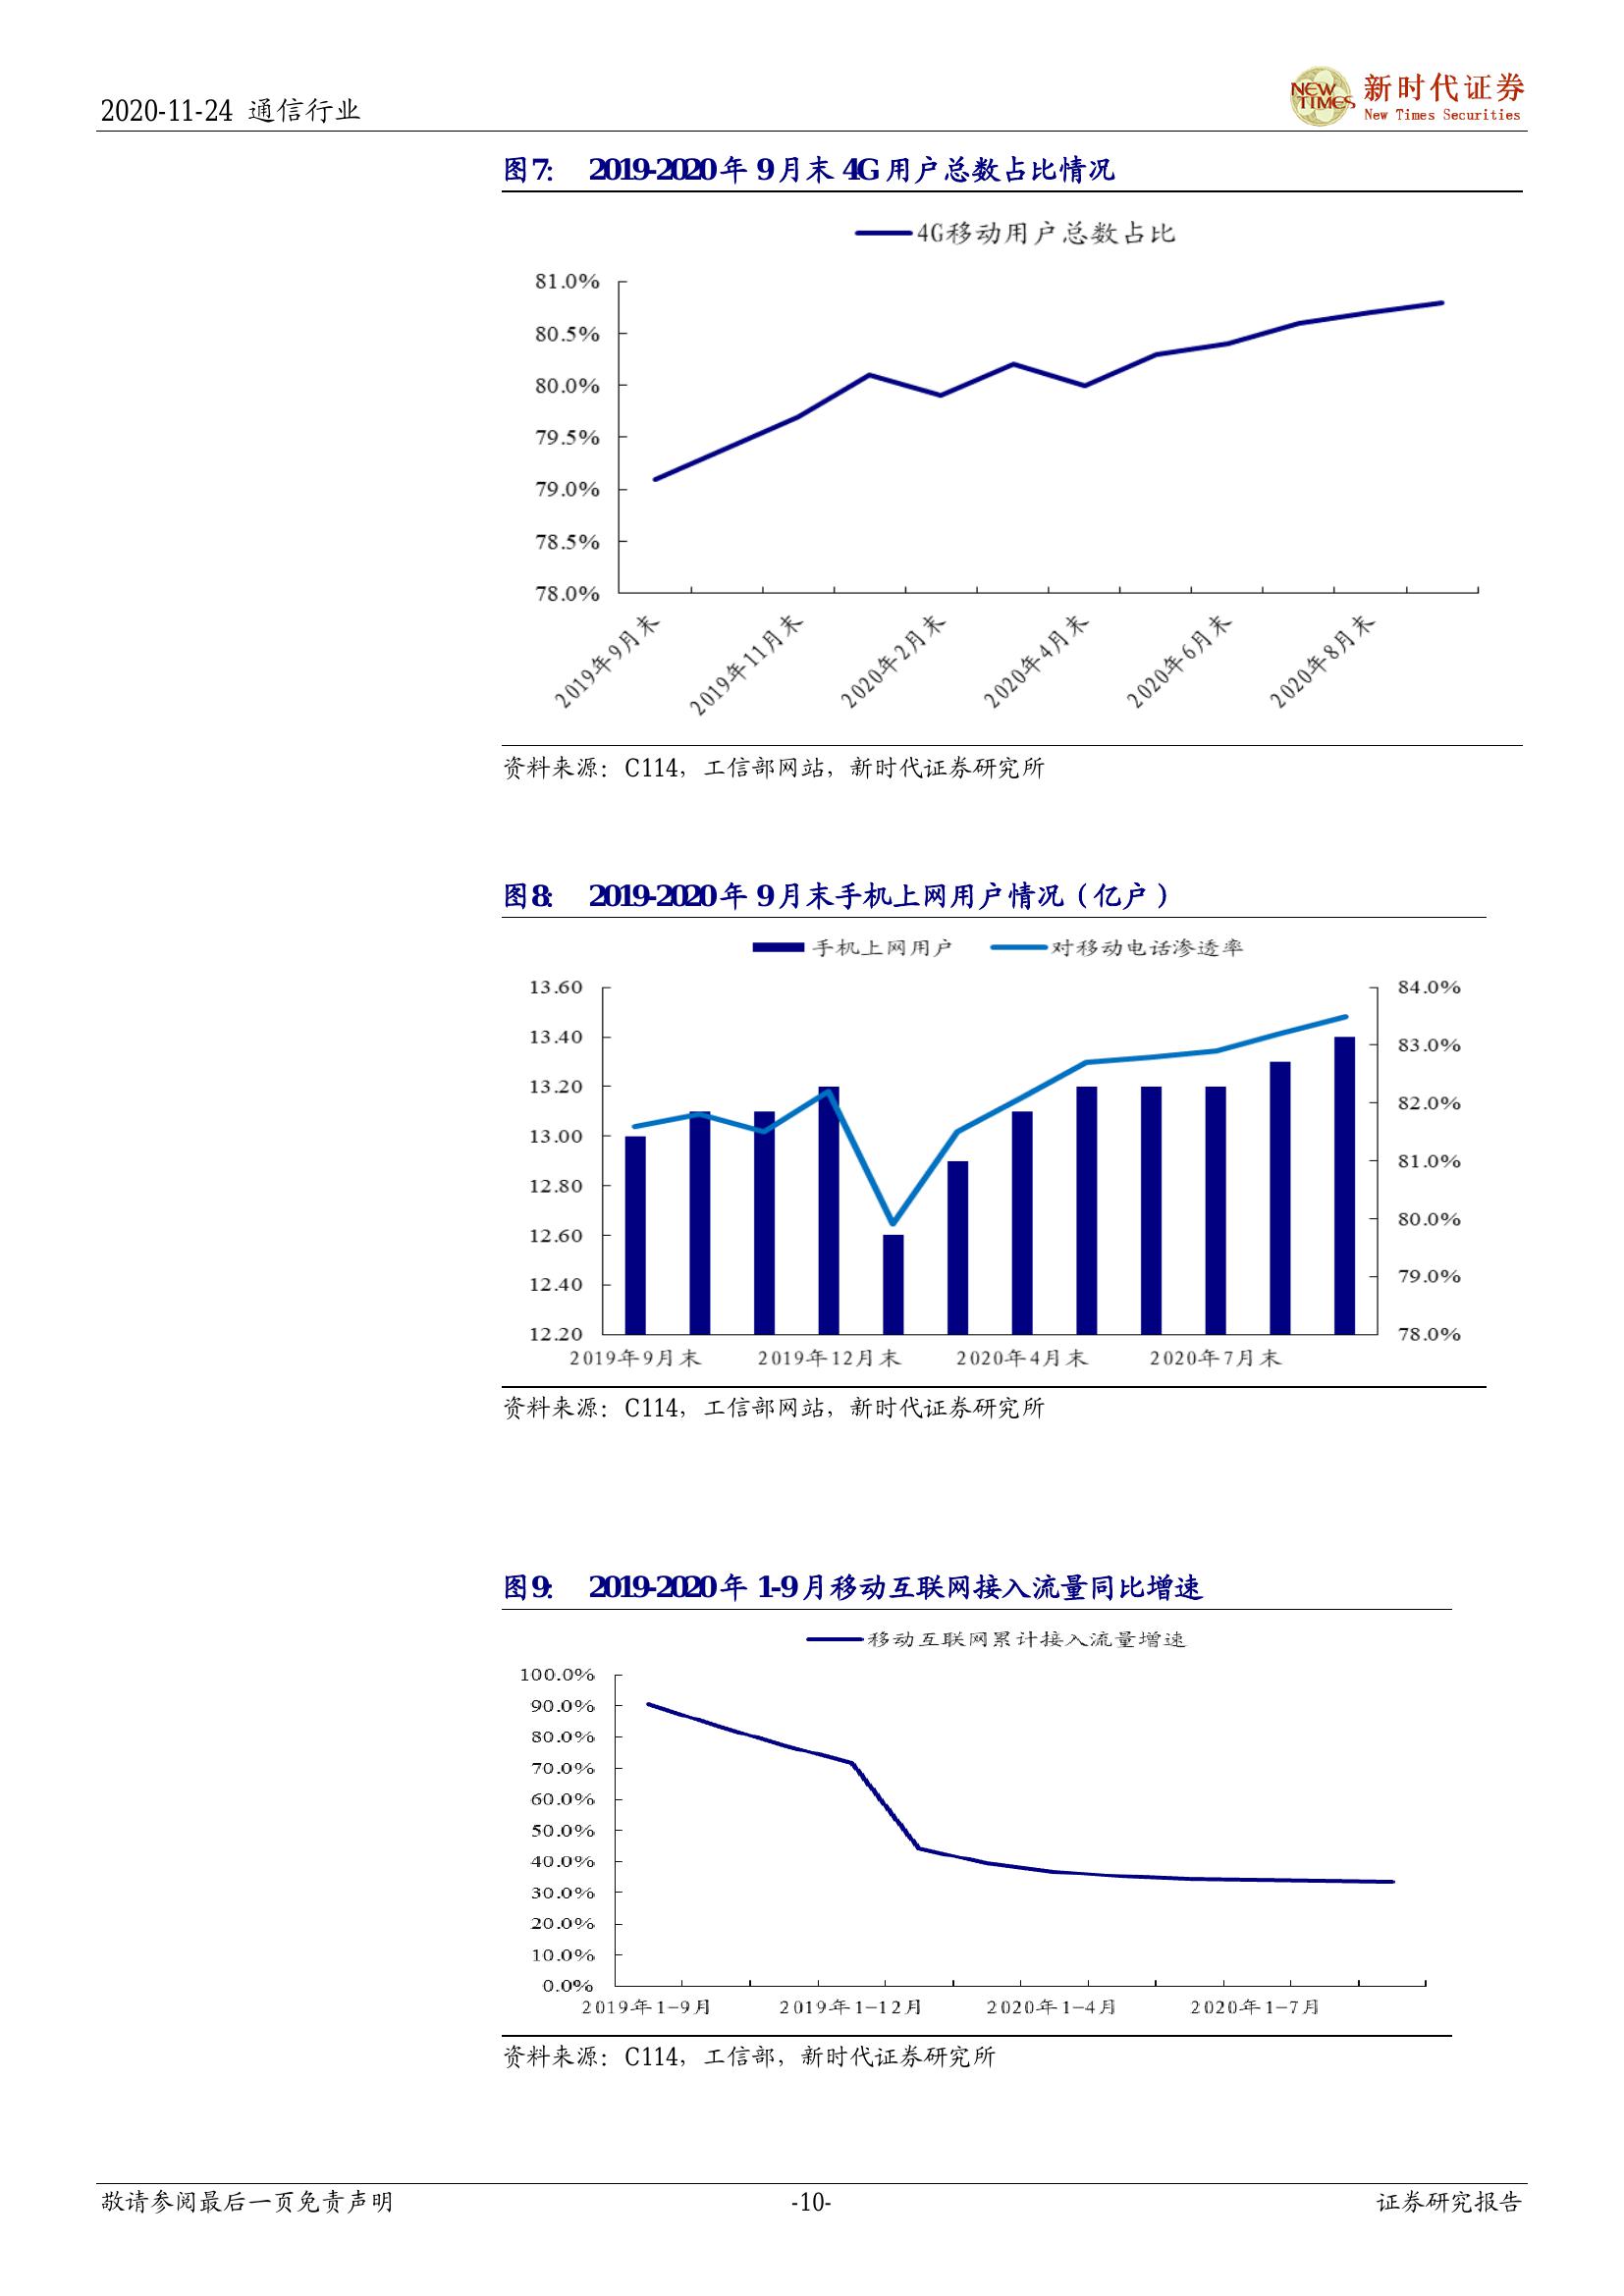 2020-11-24 通信行业
NEW TIMES
新时代证券
New Times Securities
图7： 2019-2020年9月末4G用户总数占比情况
4G移动用户总数占比
81.0%
80.5%
80.0%
79.5%
79.0%
78.5%
78.0%
2019年9月末 2019年11月末 2020年2月末 2020年4月末 2020年6月末 2020年8月末
资料来源：C114，工信部网站，新时代证券研究所
图8： 2019-2020年9月末手机上网用户情况（亿户）
手机上网用户 对移动电话渗透率
13.60 84.0%
13.40 83.0%
13.20 82.0%
13.00
12.80 81.0%
12.60 80.0%
12.40 79.0%
12.20 78.0%
2019年9月末 2019年12月末 2020年4月末 2020年7月末
资料来源：C114，工信部网站，新时代证券研究所
图9： 2019-2020年1-9月移动互联网接入流量同比增速
移动互联网累计接入流量增速
100.0%
90.0%
80.0%
70.0%
60.0%
50.0%
40.0%
30.0%
20.0%
10.0%
0.0%
2019年1-9月 2019年1-12月 2020年1-4月 2020年1-7月
资料来源：C114，工信部，新时代证券研究所
敬请参阅最后一页免责声明 -10- 证券研究报告